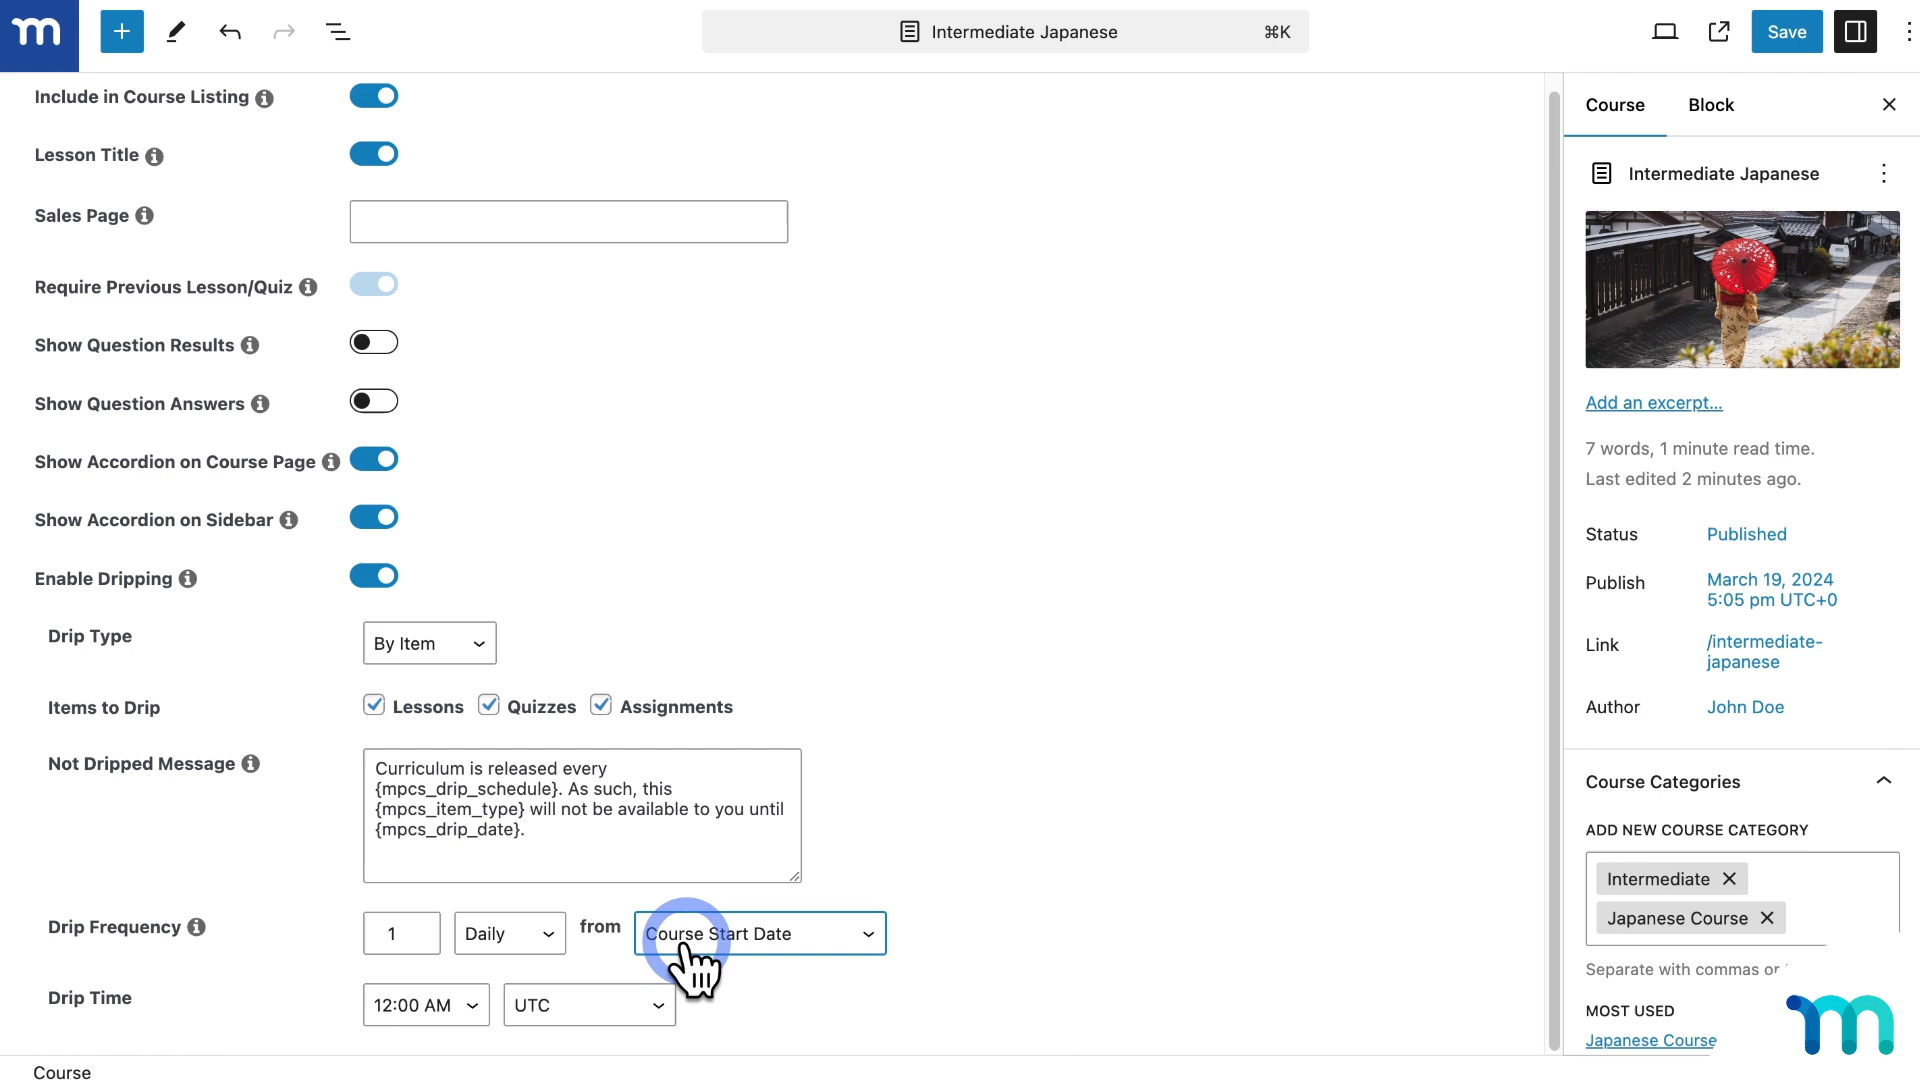 Intermediate Japanese ⌘K
Save
Include in Course Listing
Lesson Title
Sales Page
Require Previous Lesson/Quiz
Show Question Results
Show Question Answers
Show Accordion on Course Page
Show Accordion on Sidebar
Enable Dripping
Drip Type
By Item
Items to Drip
Lessons Quizzes Assignments
Not Dripped Message
Curriculum is released every
{mpcs_drip_schedule}. As such, this
{mpcs_item_type} will not be available to you until
{mpcs_drip_date}.
Drip Frequency
1 Daily from Course Start Date
Drip Time
12:00 AM UTC
Course
Course Block
Intermediate Japanese
Add an excerpt...
7 words, 1 minute read time.
Last edited 2 minutes ago.
Status Published
Publish March 19, 2024
5:05 pm UTC+0
Link /intermediate-
japanese
Author John Doe
Course Categories
ADD NEW COURSE CATEGORY
Intermediate
Japanese Course
Separate with commas or
MOST USED
Japanese Course